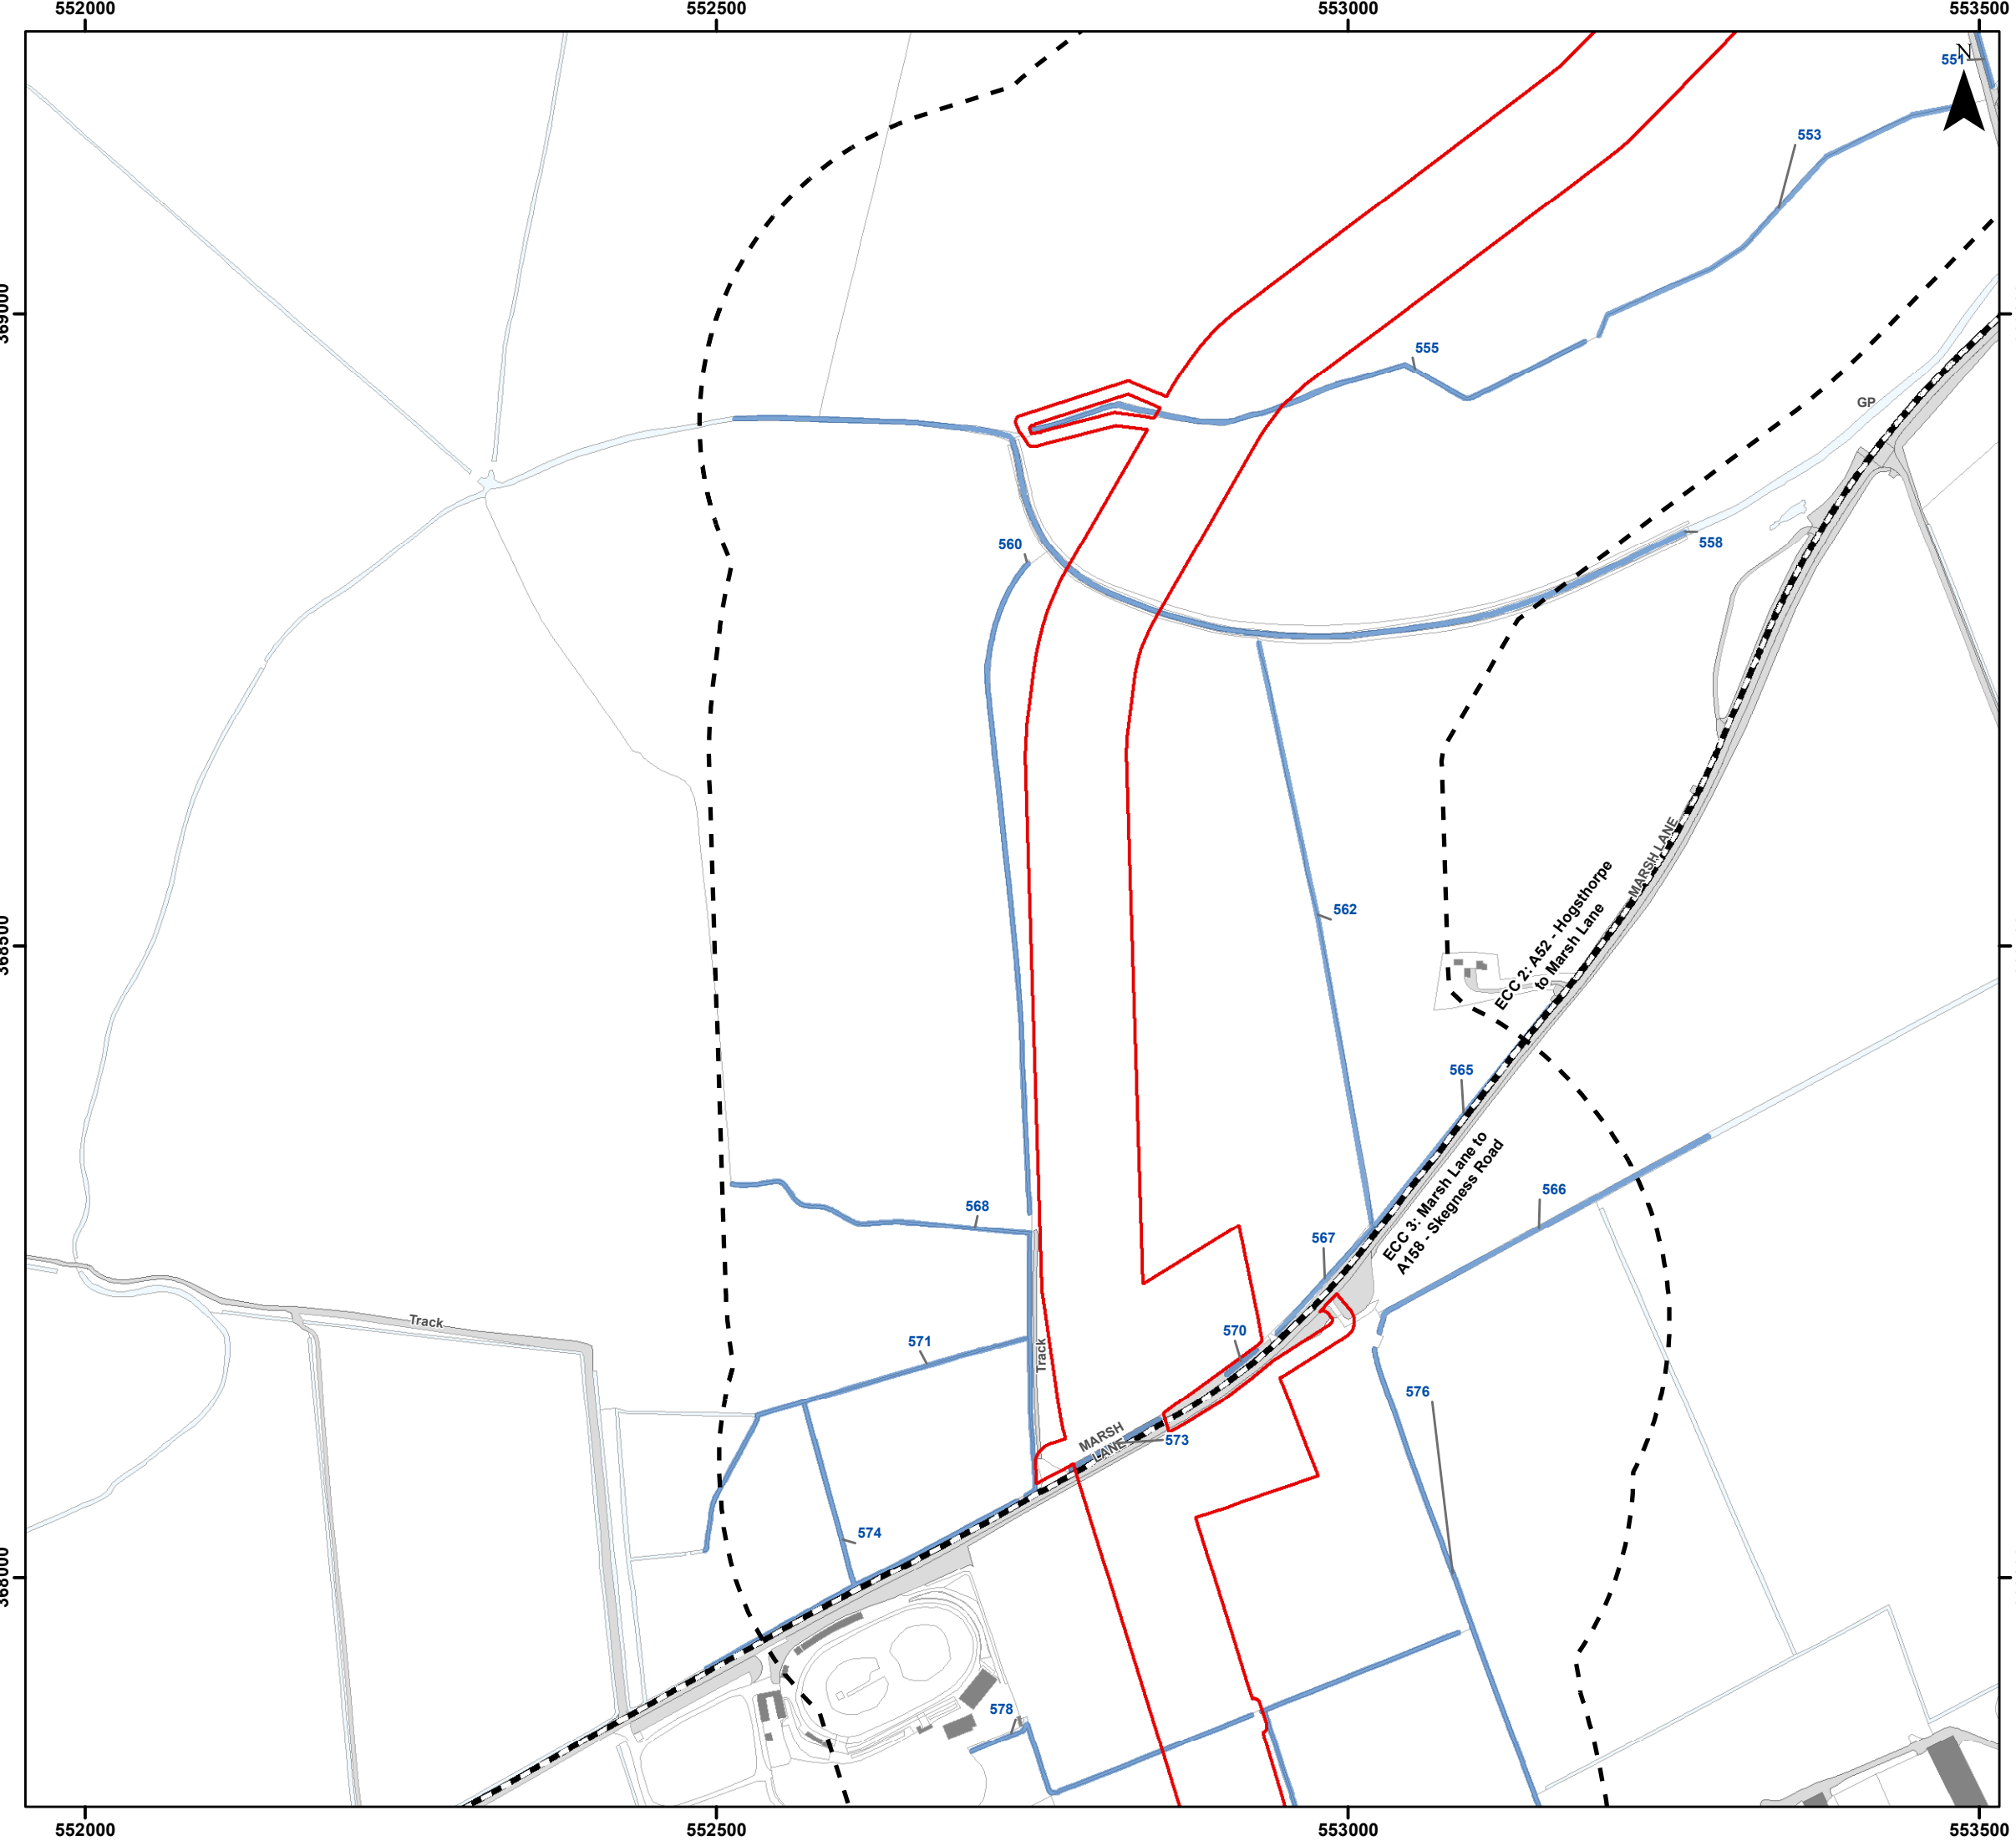 552000
552500
553000
553500
N
551
553
369000
555
GP
560
558
MARSH LANE
562
368500
ECC 2: A52 - Hogsthorpe
to Marsh Lane
565
ECC 3: Marsh Lane to
A158 - Skegness Road
566
568
567
Track
571
Track
570
576
MARSH
LANE
573
574
368000
578
552000
552500
553000
553500